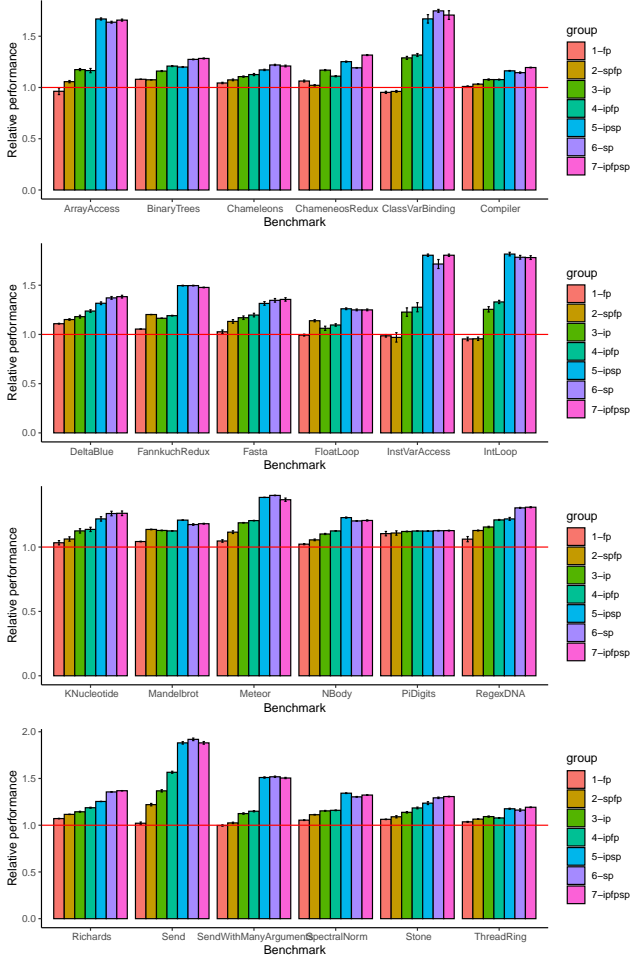 group
1−fp
2−spfp
3−ip
4−ipfp
5−ipsp
6−sp
7−ipfpsp
Relative performance
1.5
1.0
0.5
0.0
ArrayAccess BinaryTrees Chameleons ChameneosRedux ClassVarBinding Compiler
Benchmark
group
1−fp
2−spfp
3−ip
4−ipfp
5−ipsp
6−sp
7−ipfpsp
Relative performance
1.5
1.0
0.5
0.0
DeltaBlue FannkuchRedux Fasta FloatLoop InstVarAccess IntLoop
Benchmark
group
1−fp
2−spfp
3−ip
4−ipfp
5−ipsp
6−sp
7−ipfpsp
Relative performance
1.0
0.5
0.0
KNucleotide Mandelbrot Meteor NBody PiDigits RegexDNA
Benchmark
group
1−fp
2−spfp
3−ip
4−ipfp
5−ipsp
6−sp
7−ipfpsp
Relative performance
2.0
1.5
1.0
0.5
0.0
Richards Send SendWithManyArguments SpectralNorm Stone ThreadRing
Benchmark